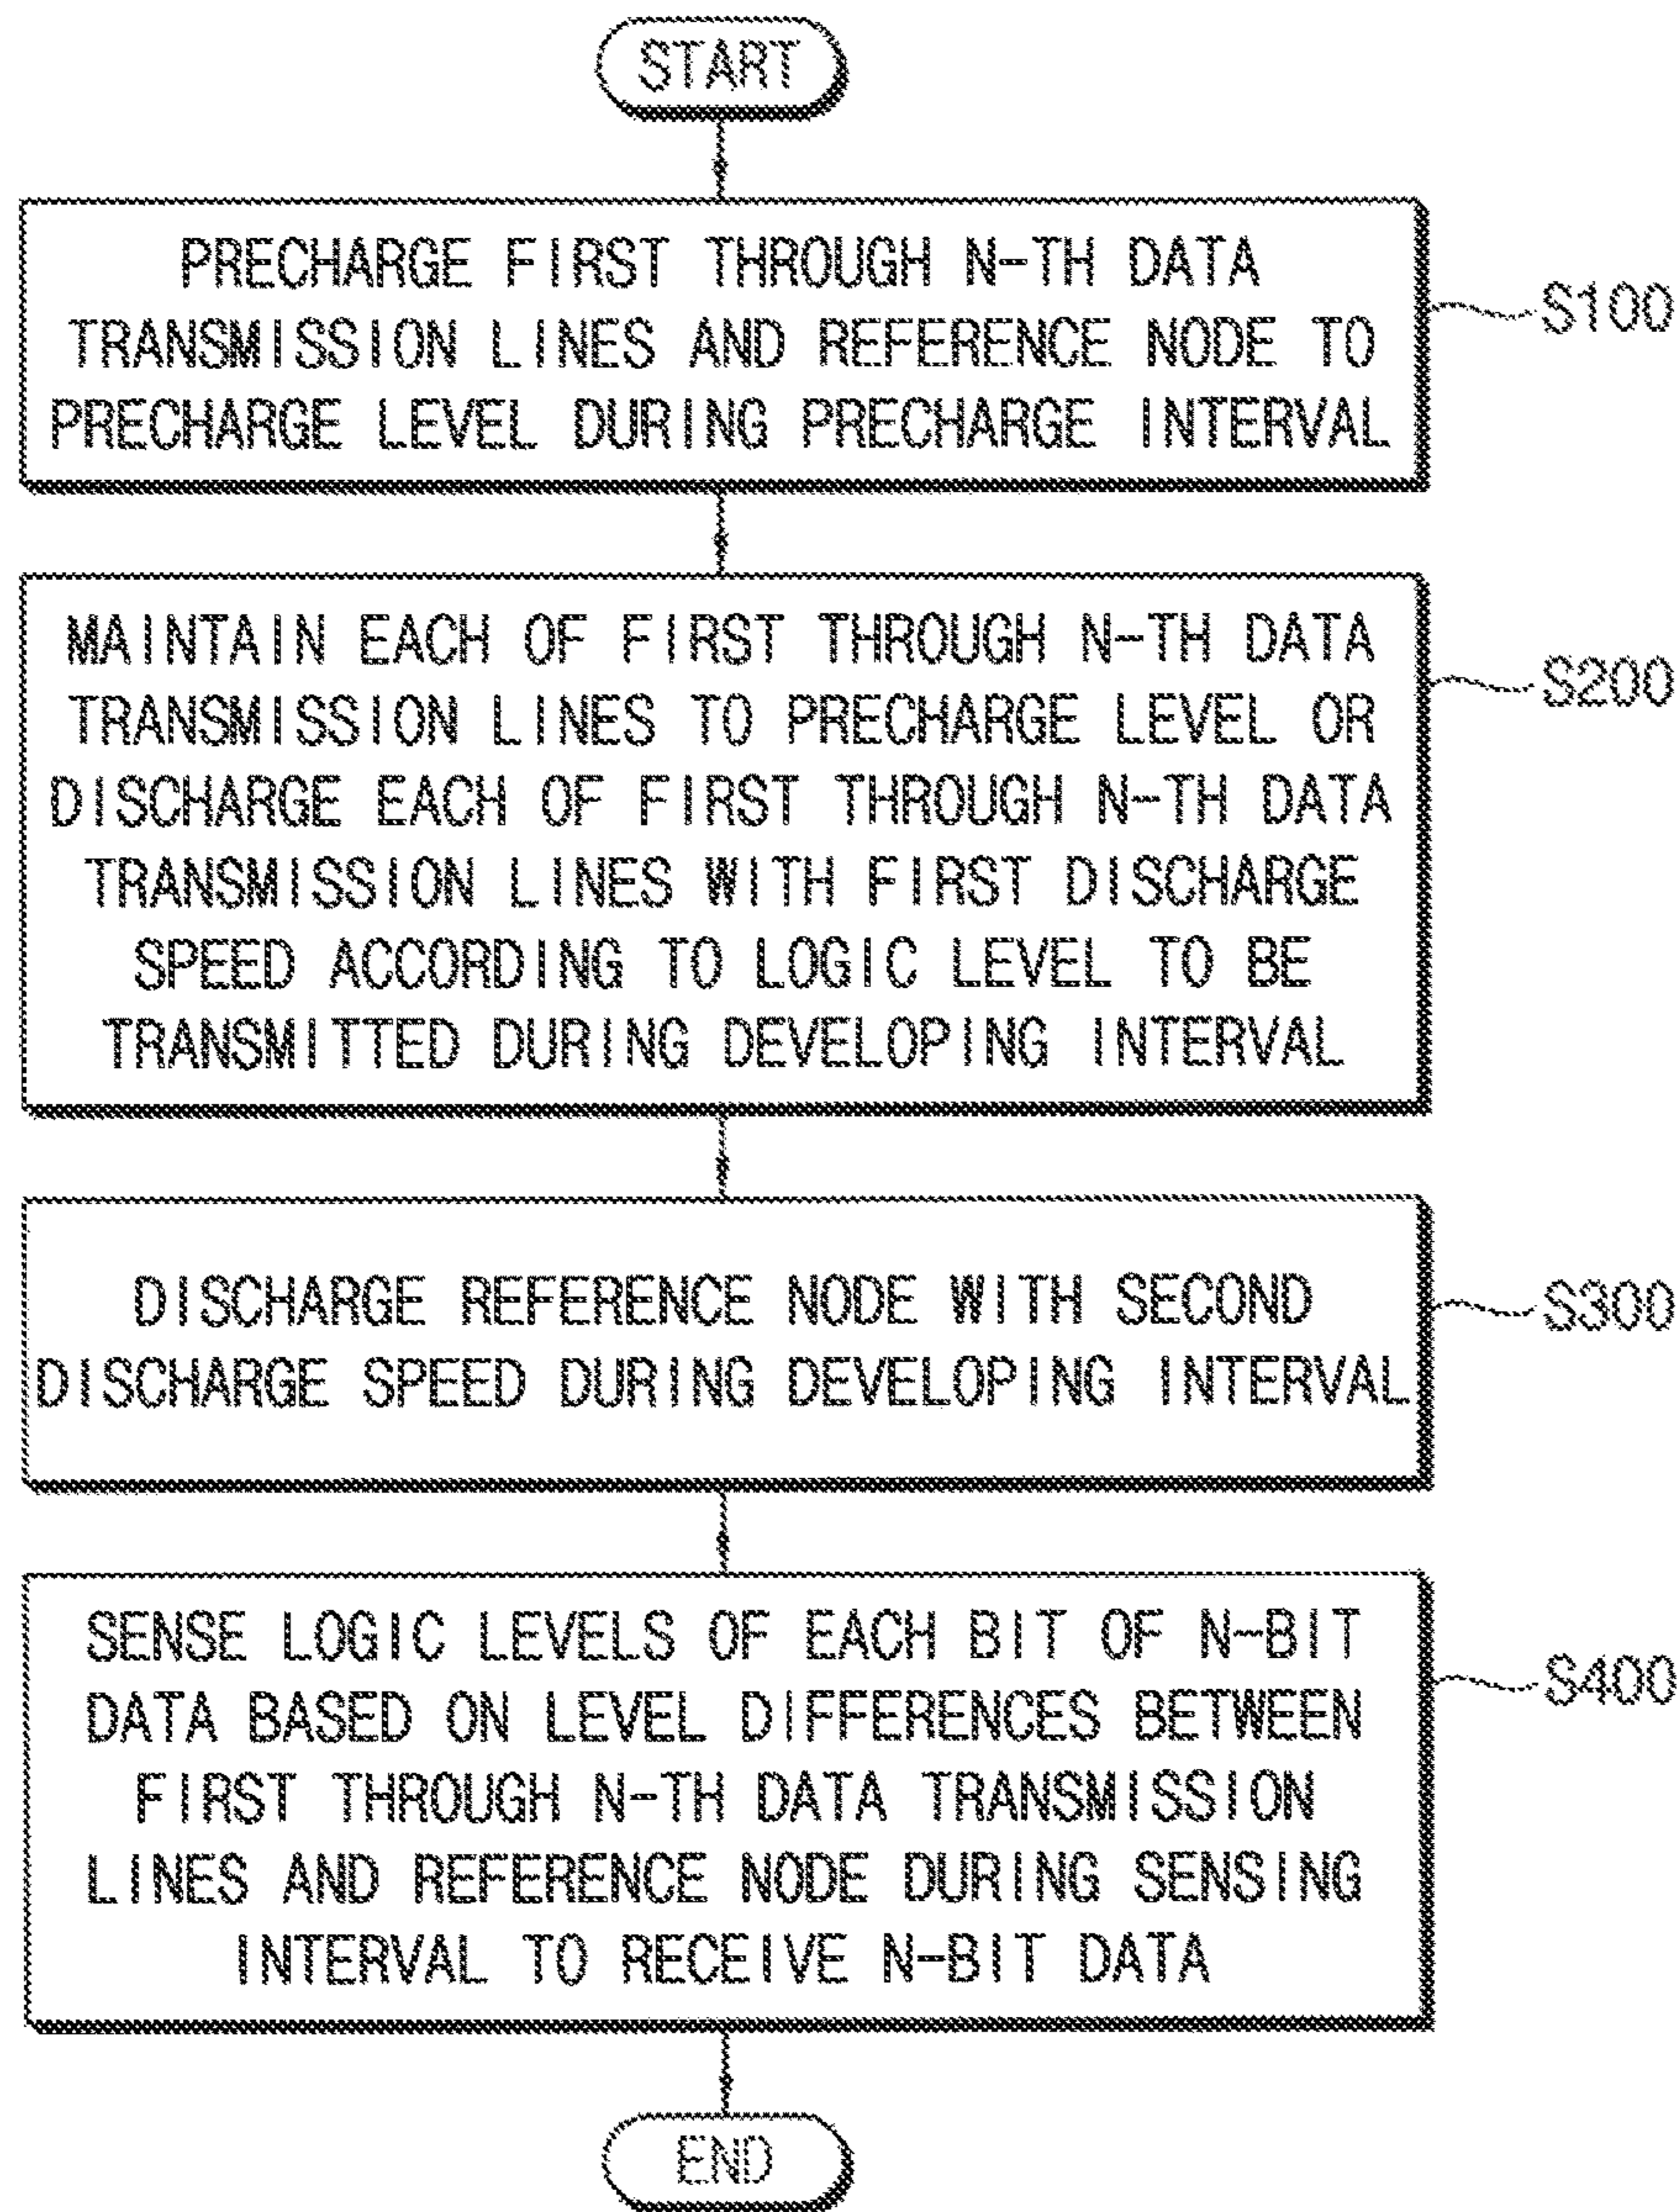 START
PRECHARGE FIRST THROUGH N-TH DATA
TRANSMISSION LINES AND REFERENCE NODE TO
PRECHARGE LEVEL DURING PRECHARGE INTERVAL
S100
MAINTAIN EACH OF FIRST THROUGH N-TH DATA
TRANSMISSION LINES TO PRECHARGE LEVEL OR
DISCHARGE EACH OF FIRST THROUGH N-TH DATA
TRANSMISSION LINES WITH FIRST DISCHARGE
SPEED ACCORDING TO LOGIC LEVEL TO BE
TRANSMITTED DURING DEVELOPING INTERVAL
S200
DISCHARGE REFERENCE NODE WITH SECOND
DISCHARGE SPEED DURING DEVELOPING INTERVAL
S300
SENSE LOGIC LEVELS OF EACH BIT OF N-BIT
DATA BASED ON LEVEL DIFFERENCES BETWEEN
FIRST THROUGH N-TH DATA TRANSMISSION
LINES AND REFERENCE NODE DURING SENSING
INTERVAL TO RECEIVE N-BIT DATA
S400
END